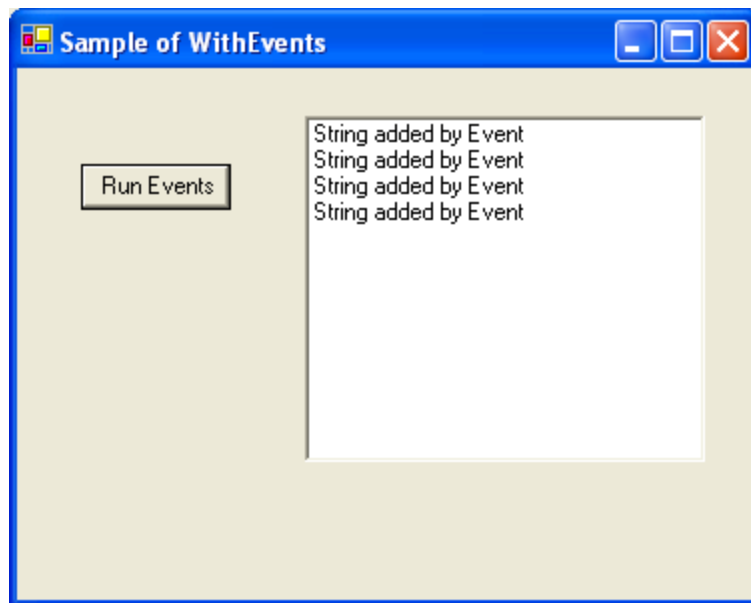 Sample of WithEvents
Run Events
String added by Event
String added by Event
String added by Event
String added by Event